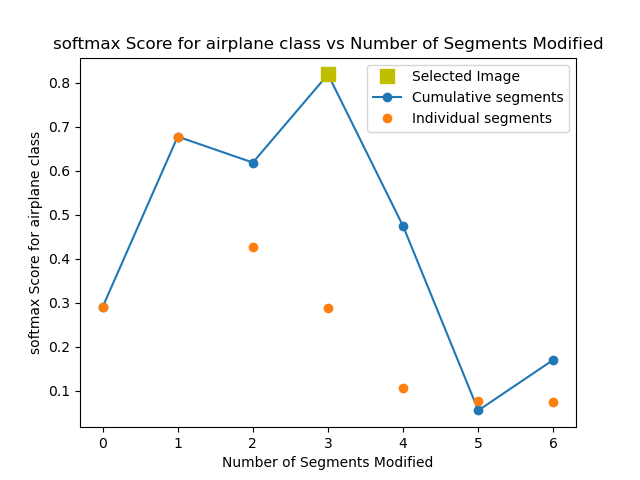 softmax Score for airplane class vs Number of Segments Modified
Selected Image
Cumulative segments
Individual segments
softmax Score for airplane class
0.8
0.7
0.6
0.5
0.4
0.3
0.2
0.1
0 1 2 3 4 5 6
Number of Segments Modified